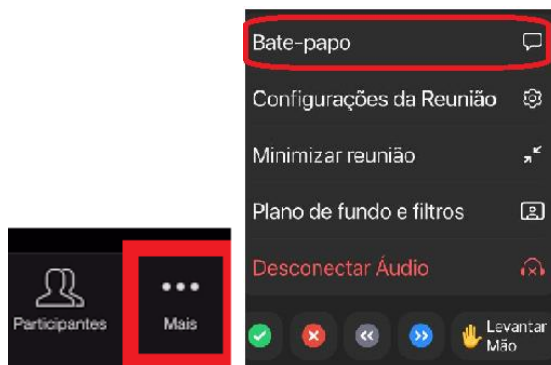 Participantes
Mais
Bate-papo
Configurações da Reunião
Minimizar reunião
Plano de fundo e filtros
Desconectar Áudio
Levantar
Mão